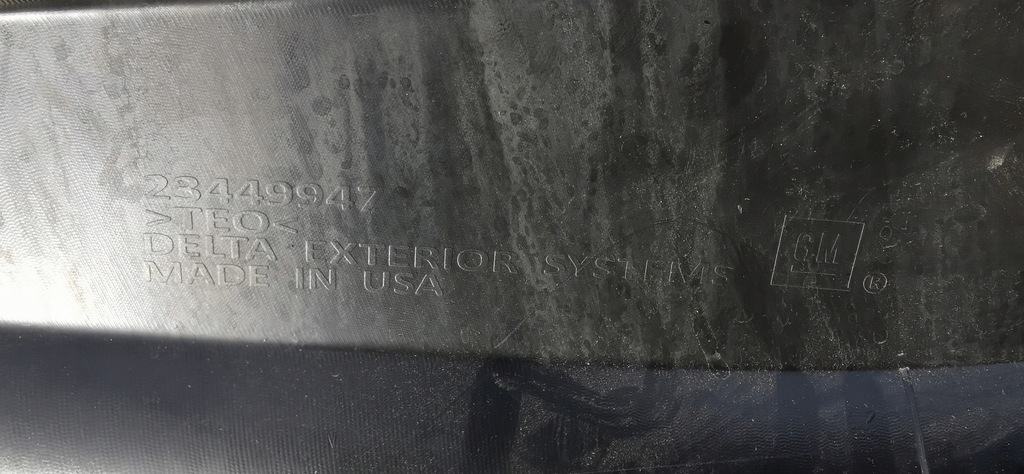 23449947
>TEO<
DELTA EXTERIOR SYSTEMS
MADE IN USA
GM
®